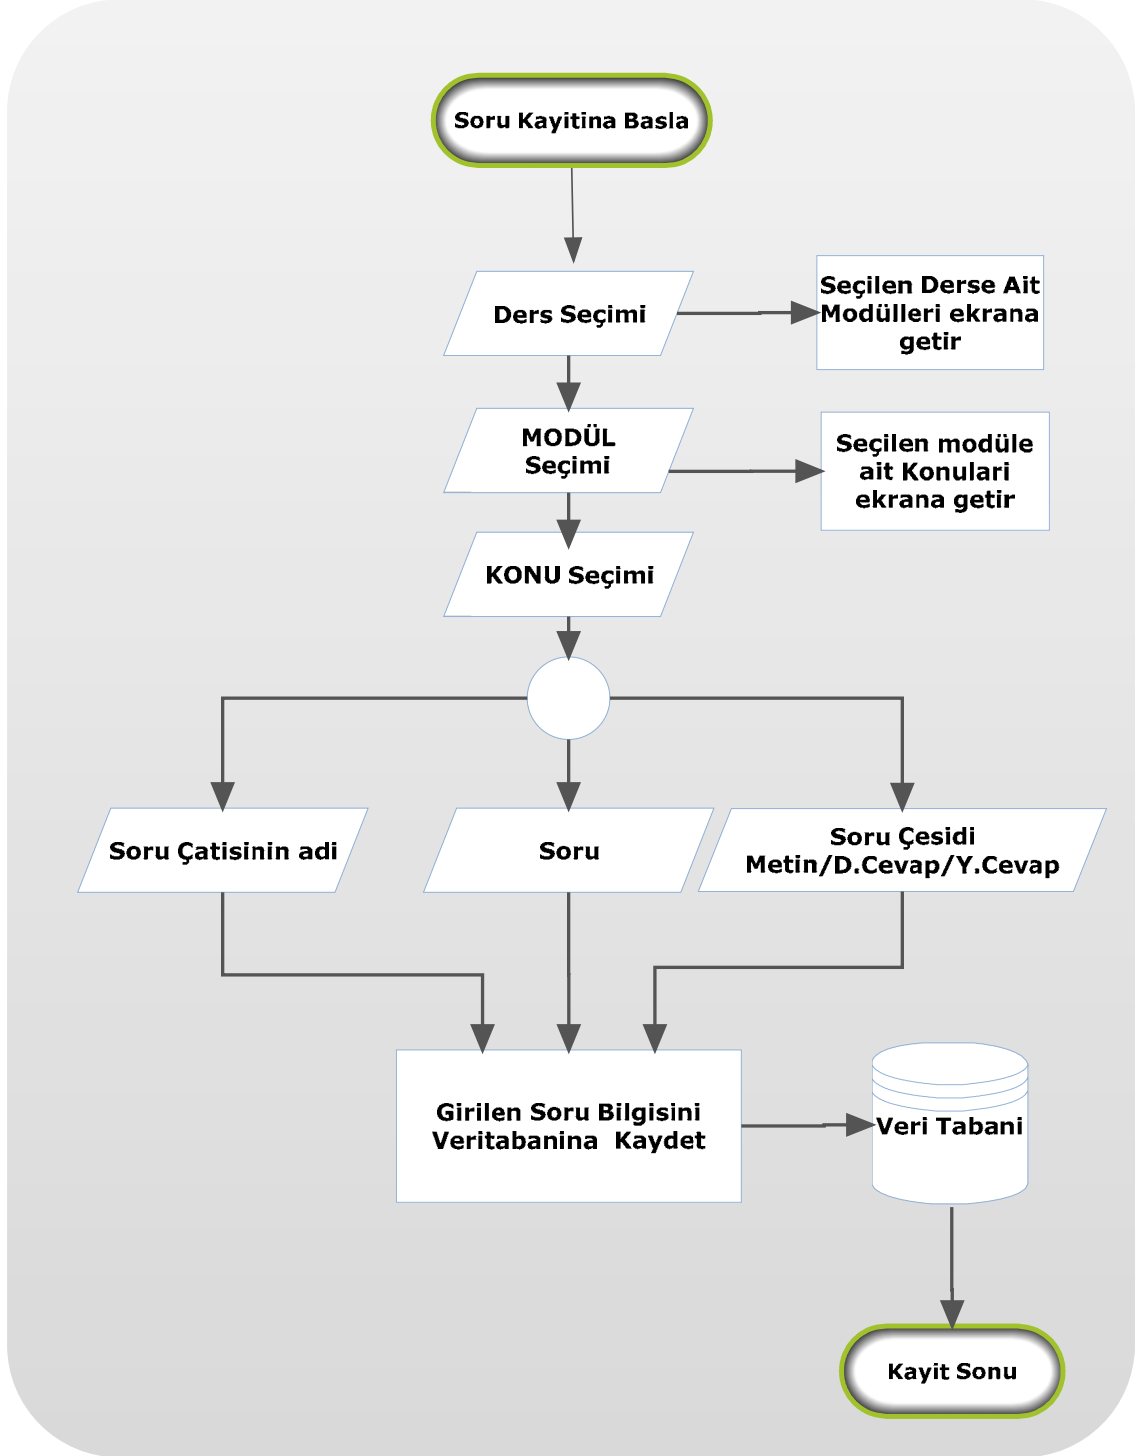 Soru Kayitina Basla
Ders Seçimi
Seçilen Derse Ait
Modülleri ekrana
getir
MODÜL
Seçimi
Seçilen modüle
ait Konulari
ekrana getir
KONU Seçimi
Soru Çatisinin adi
Soru
Soru Çesidi
Metin/D.Cevap/Y.Cevap
Girilen Soru Bilgisini
Veritabanina Kaydet
Veri Tabani
Kayit Sonu